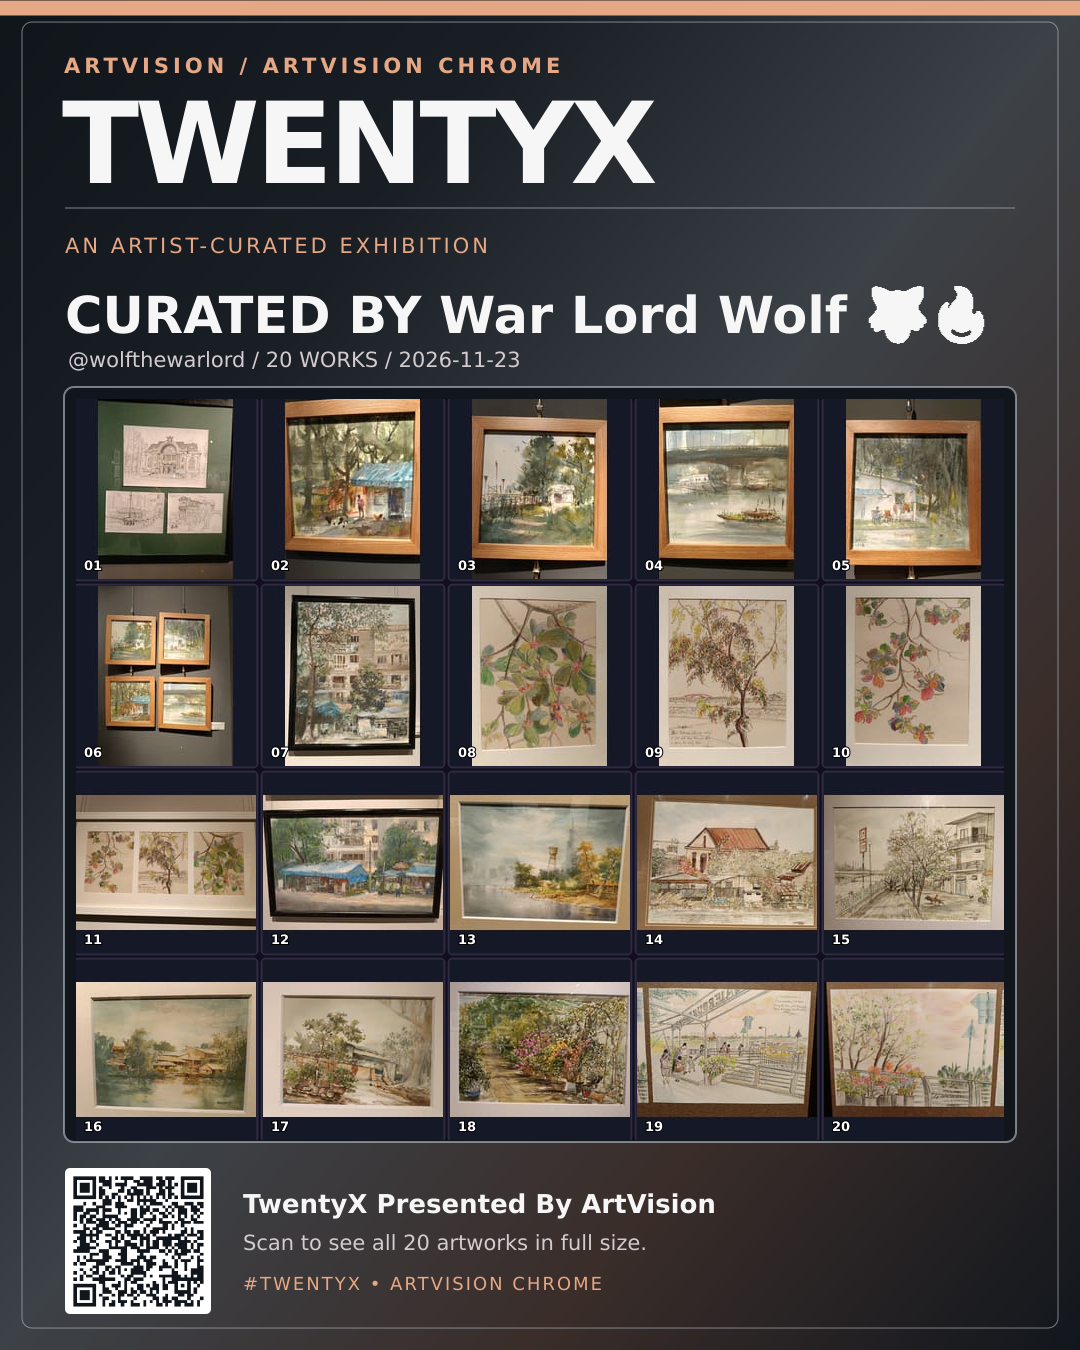 ARTVISION / ARTVISION CHROME
TWENTYX
AN ARTIST-CURATED EXHIBITION
CURATED BY War Lord Wolf
@wolfthewarlord / 20 WORKS / 2026-11-23
01 02 03 04 05
06 07 08 09 10
11 12 13 14 15
16 17 18 19 20
TwentyX Presented By ArtVision
Scan to see all 20 artworks in full size.
#TWENTYX • ARTVISION CHROME